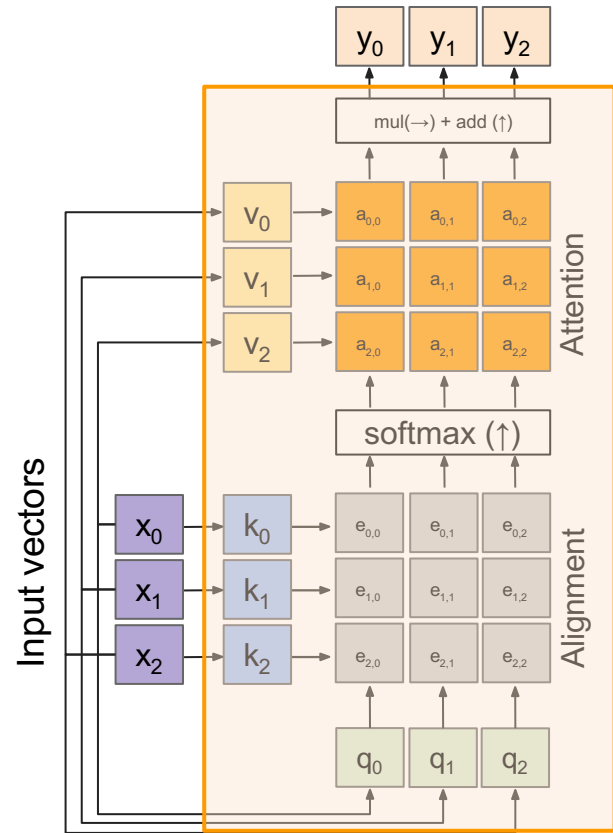 y0 y1 y2
mul(→) + add (↑)
v0 a0,0 a0,1 a0,2
v1 a1,0 a1,1 a1,2
v2 a2,0 a2,1 a2,2
Attention
softmax (↑)
Input vectors
x0 k0 e0,0 e0,1 e0,2
x1 k1 e1,0 e1,1 e1,2
x2 k2 e2,0 e2,1 e2,2
Alignment
q0 q1 q2